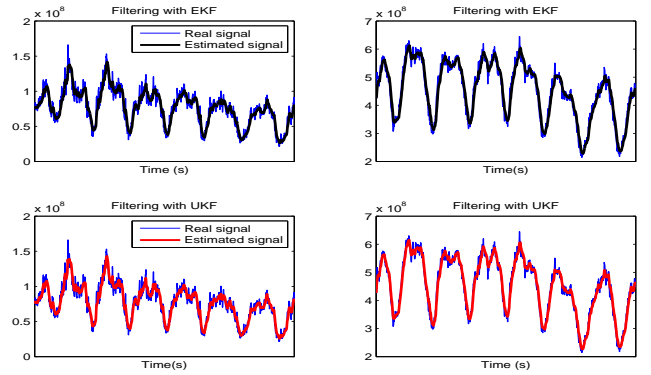 Filtering with EKF
x 10^8
2
1.5
1
0.5
0
Real signal
Estimated signal
Time (s)
Filtering with EKF
x 10^8
7
6
5
4
3
2
Time(s)
Filtering with UKF
x 10^8
2
1.5
1
0.5
0
Real signal
Estimated signal
Time(s)
Filtering with UKF
x 10^8
7
6
5
4
3
2
Time(s)